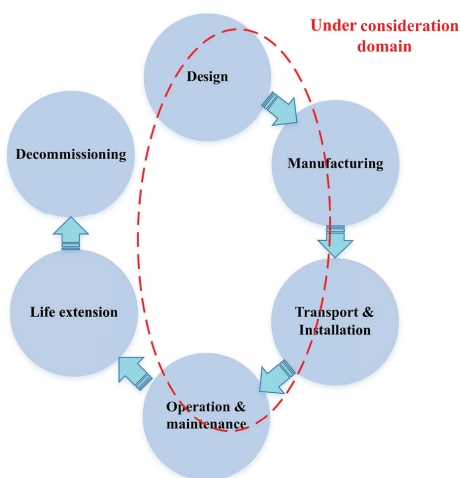 Under consideration
domain
Design
Manufacturing
Transport &
Installation
Operation &
maintenance
Life extension
Decommissioning